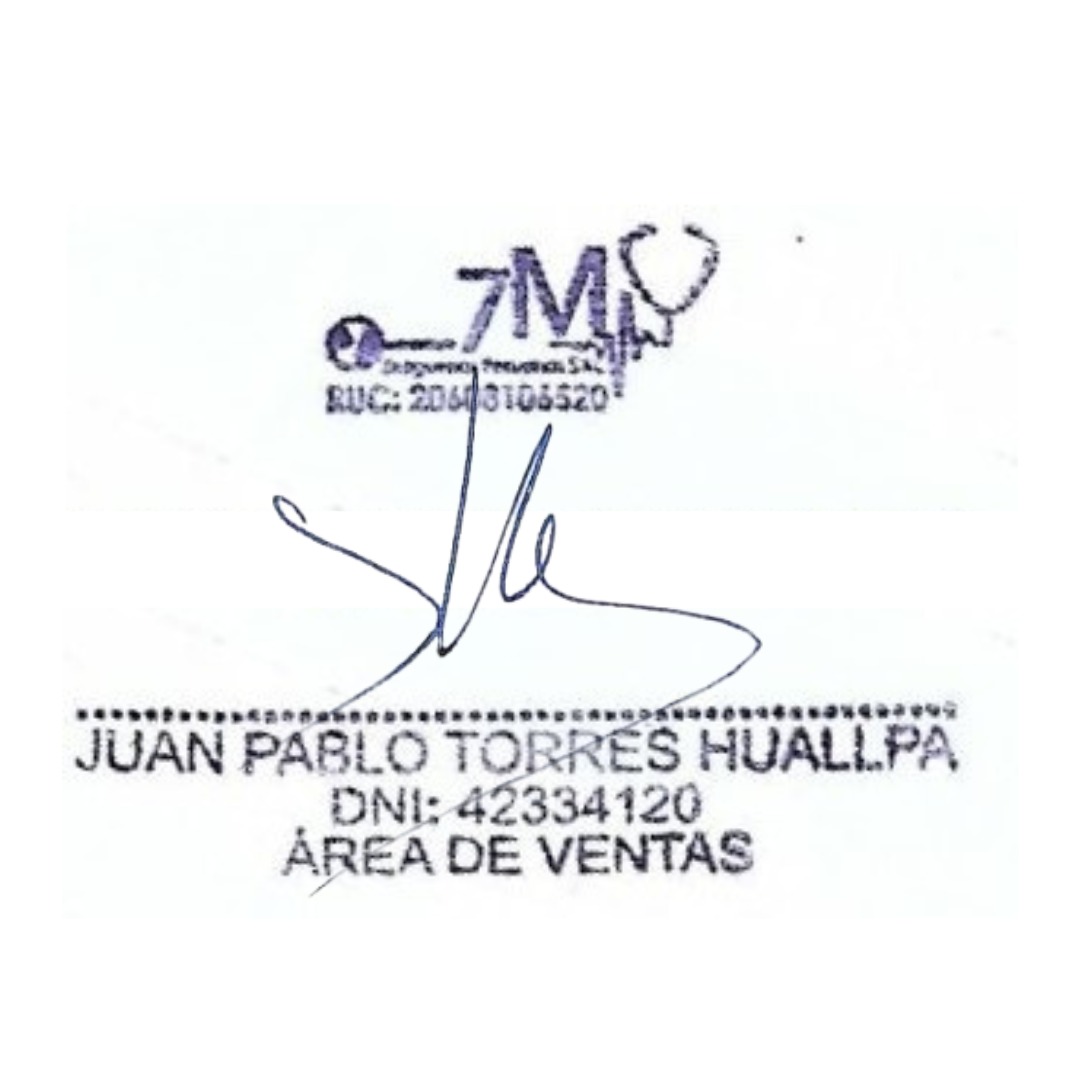 7M
RUC: 20608106520
JUAN PABLO TORRES HUALLPA
DNI: 42334120
ÁREA DE VENTAS